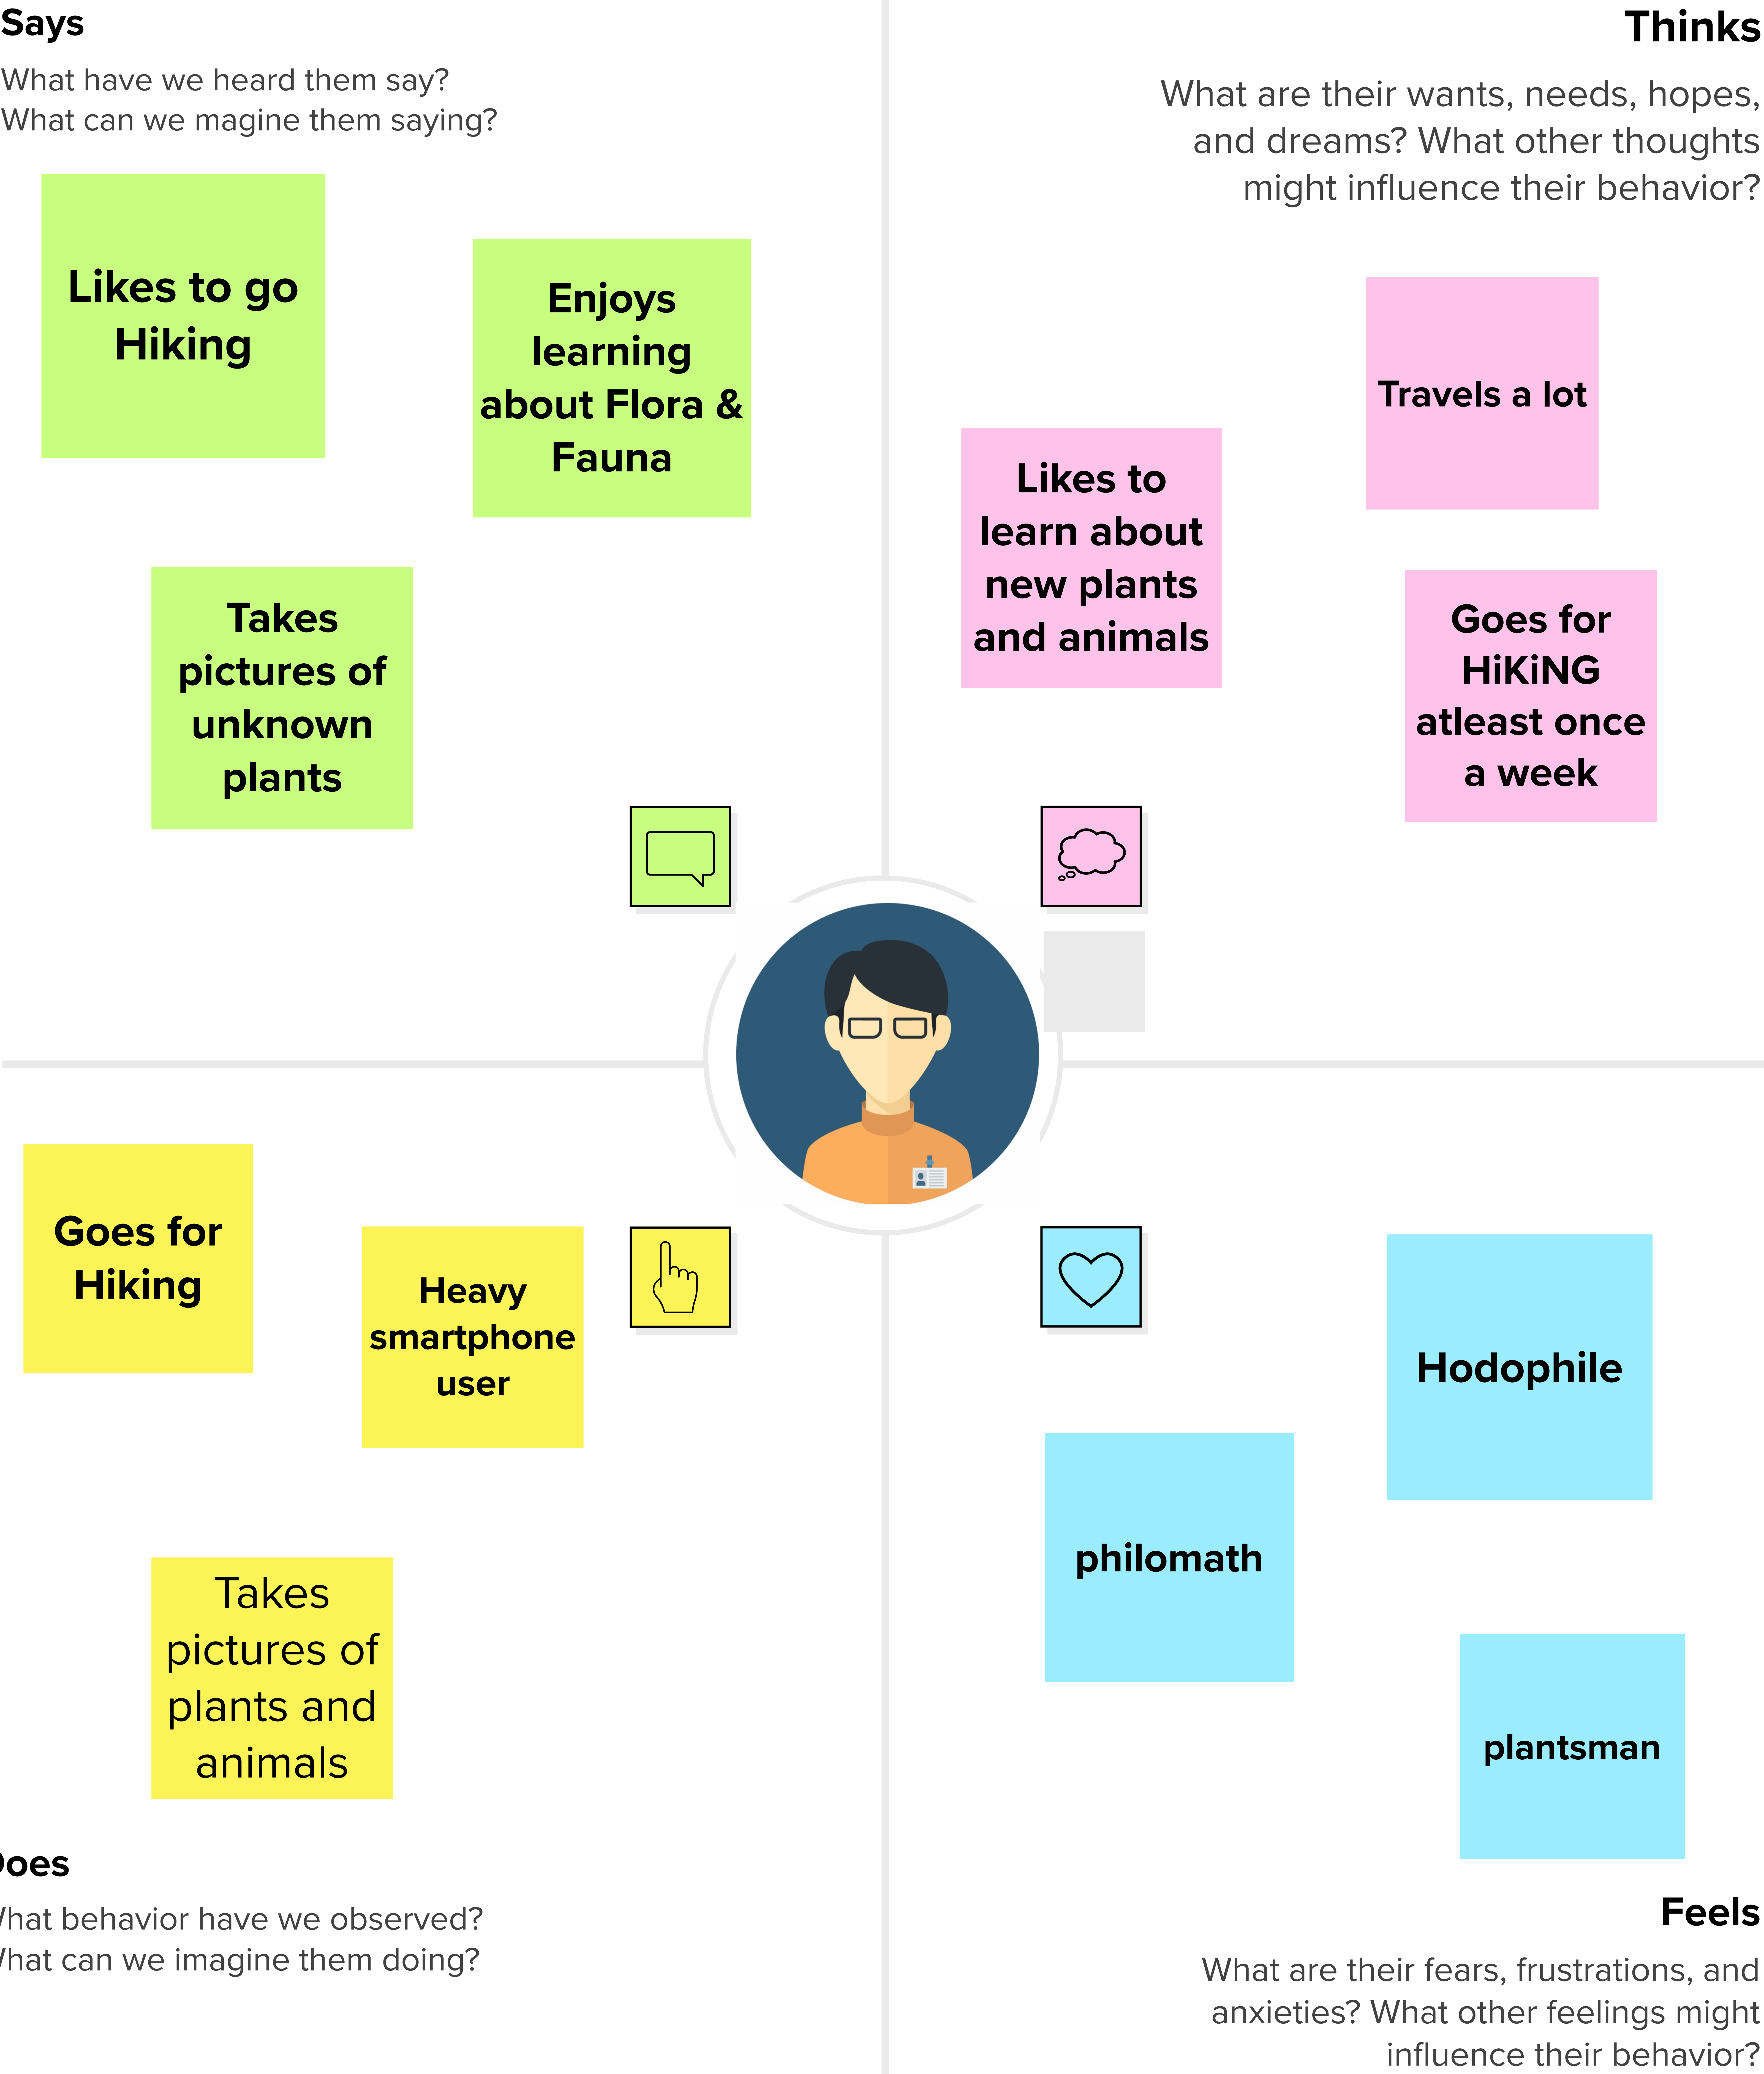 Says
What have we heard them say?
What can we magine them saying?
Likes to go
Hiking
Enjoys
learning
about Flora &
Fauna
Takes
pictures of
unknown
plants
Thinks
What are their wants, needs, hopes,
and dreams? What other thoughts
might influence their behavior?
Travels a lot
Likes to
learn about
new plants
and animals
Goes for
HiKiNG
atleast once
a week
Goes for
Hiking
Heavy
smartphone
user
Takes
pictures of
plants and
animals
Does
What behavior have we observed?
What can we imagine them doing?
Hodophile
philomath
plantsman
Feels
What are their fears, frustrations, and
anxieties? What other feelings might
influence their behavior?